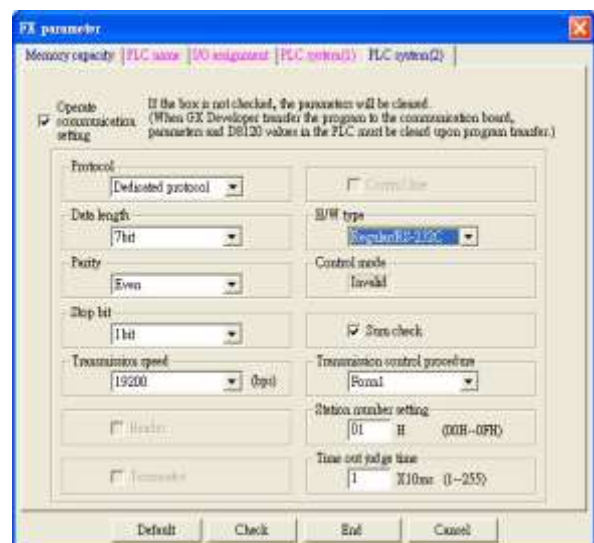 FX parameter
Memory capacity PLC name I/O assignment PLC system(1) PLC system(2)
Operate communication setting
If the box is not checked, the parameters will be cleared.
(When GX Developer transfer the program to the communication board,
parameters and D8120 values in the PLC must be cleard upon program transfer.)
Protocol
Dedicated protocol
Control line
Data length
7bit
H/W type
Regular/RS-232C
Parity
Even
Control mode
Invalid
Stop bit
1bit
Sum check
Transmission speed
19200 (bps)
Transmission control procedure
Form1
Header
Station number setting
01 H (00H--0FH)
Terminator
Time out judge time
1 X10ms (1--255)
Default Check End Cancel